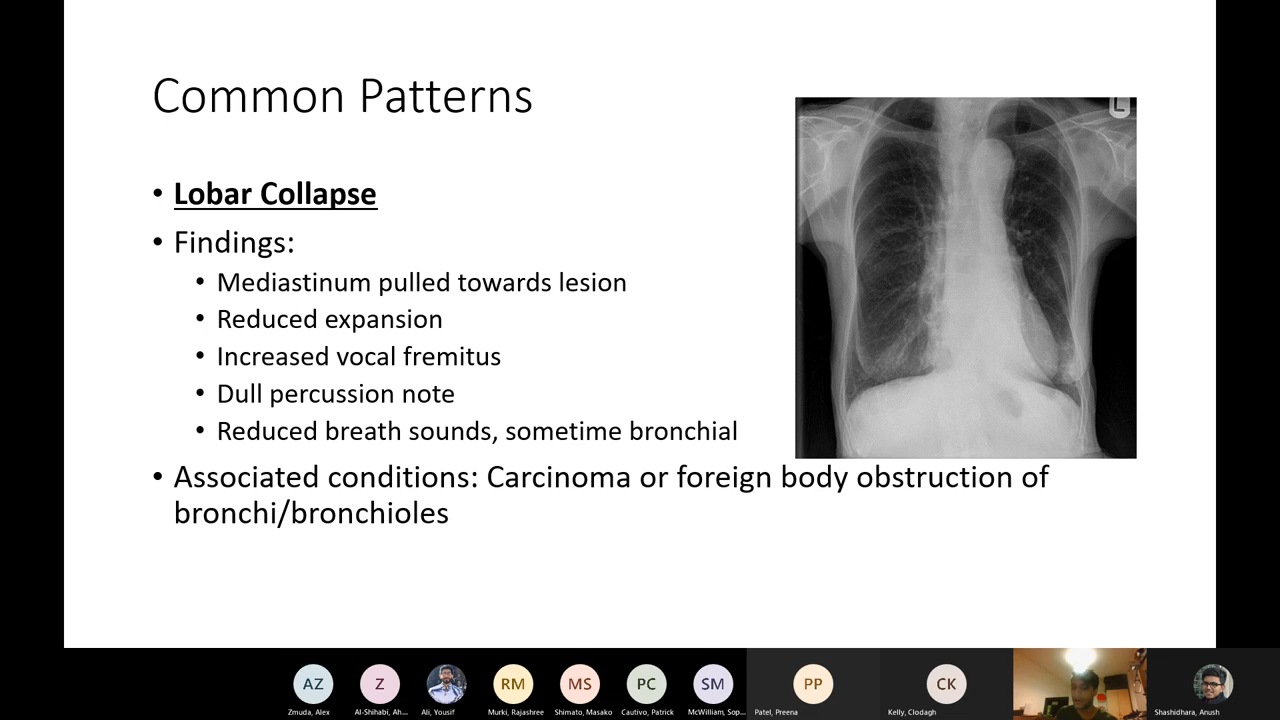 Common Patterns
L
• Lobar Collapse
• Findings:
• Mediastinum pulled towards lesion
• Reduced expansion
• Increased vocal fremitus
• Dull percussion note
• Reduced breath sounds, sometime bronchial
• Associated conditions: Carcinoma or foreign body obstruction of
bronchi/bronchioles
AZ Z RM MS PC SM PP CK
Zmuda, Alex Al-Shihabi, Ah... Ali, Yousif Murki, Rajashree Shimato, Masako Cautivo, Patrick McWilliam, Sop... Patel, Preena Kelly, Clodagh Shashidhara, Anush